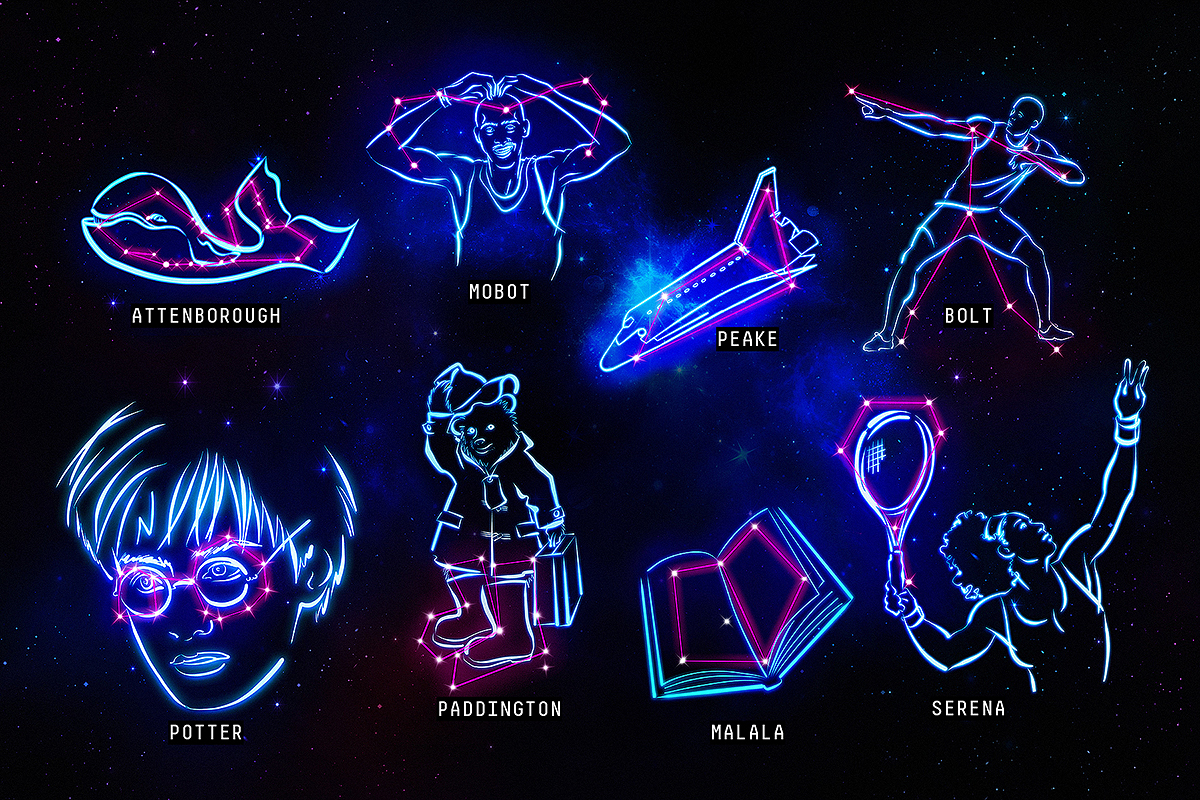 ATTENBOROUGH
MOBOT
PEAKE
BOLT
POTTER
PADDINGTON
MALALA
SERENA